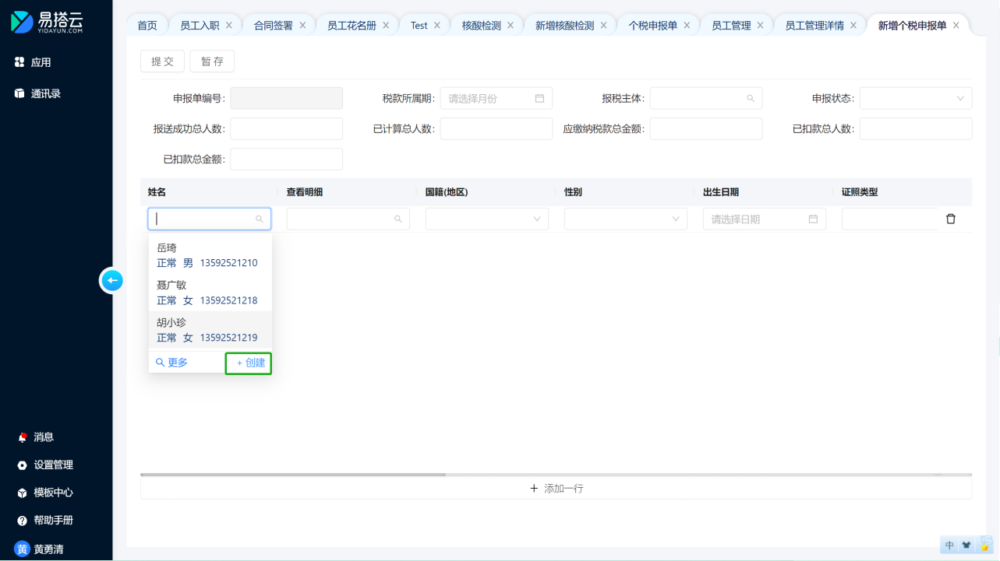 易搭云
YIDAYUN.COM
首页 员工入职 合同签署 员工花名册 Test 核酸检测 新增核酸检测 个税申报单 员工管理 员工管理详情 新增个税申报单
应用
通讯录
提交 暂存
申报单编号: 税款所属期: 请选择月份 报税主体: 申报状态:
报送成功总人数: 已计算总人数: 应缴纳税款总金额: 已扣款总人数:
已扣款总金额:
姓名 查看明细 国籍(地区) 性别 出生日期 证照类型
请选择日期
岳琦
正常 男 13592521210
聂广敏
正常 女 13592521218
胡小珍
正常 女 13592521219
更多 + 创建
+ 添加一行
消息
设置管理
模板中心
帮助手册
黄 黄勇清
中